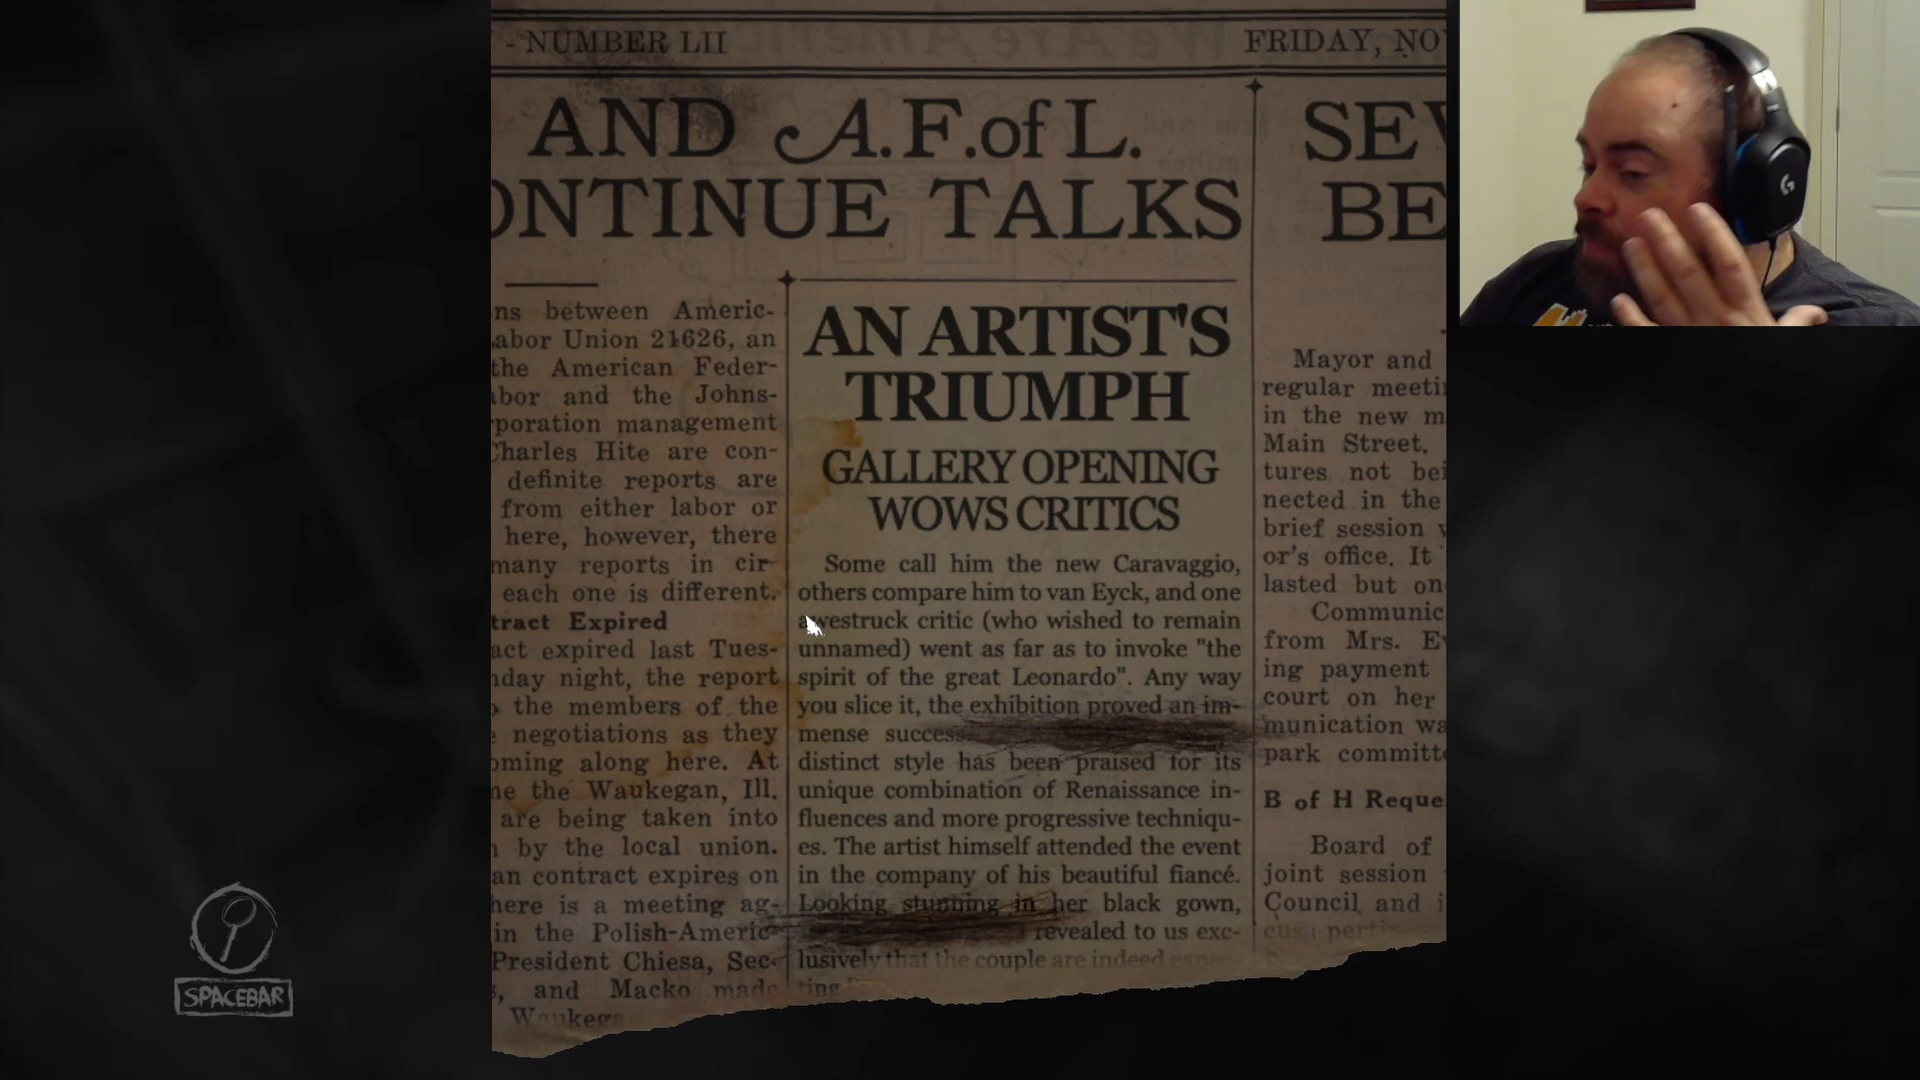 - NUMBER LII
FRIDAY, NO
AND A.F. of L.
ONTINUE TALKS
SE
BE
ns between Americ-
abor Union 21626, an
the American Feder-
bor and the Johns-
poration management
Charles Hite are con-
definite reports are
from either labor or
here, however, there
many reports in cir-
each one is different.
tract Expired
act expired last Tues-
day night, the report
the members of the
negotiations as they
oming along here. At
ne the Waukegan, Ill.
are being taken into
by the local union.
an contract expires on
here is a meeting ag-
in the Polish-Americ-
President Chiesa, Sec-
, and Macko made
Waukega
AN ARTIST'S
TRIUMPH
GALLERY OPENING
WOWS CRITICS
Some call him the new Caravaggio,
others compare him to van Eyck, and one
awestruck critic (who wished to remain
unnamed) went as far as to invoke "the
spirit of the great Leonardo". Any way
you slice it, the exhibition proved an im-
mense success
distinct style has been praised for its
unique combination of Renaissance in-
fluences and more progressive techniqu-
es. The artist himself attended the event
in the company of his beautiful fiancé.
Looking stunning in her black gown,
revealed to us exc-
lusively that the couple are indeed expec-
ting
Mayor and
regular meeti
in the new m
Main Street.
tures not bei
nected in the
brief session
or's office. It
lasted but on
Communic
from Mrs. E
ing payment
court on her
munication wa
park committe
B of H Reque
Board of
joint session
Council and i
SPACEBAR